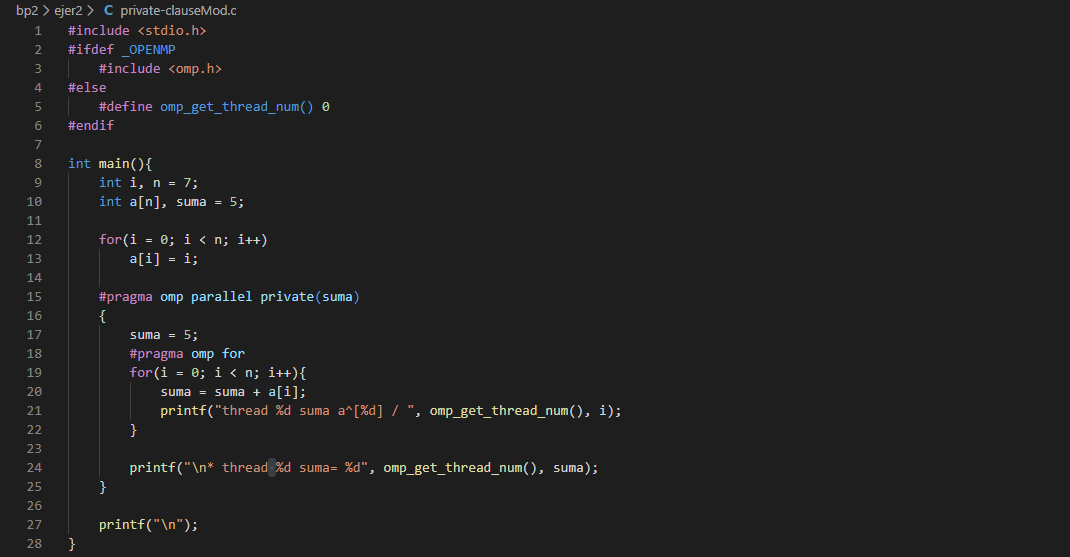 bp2 > ejer2 > C private-clauseMod.c
1 #include <stdio.h>
2 #ifdef _OPENMP
3     #include <omp.h>
4 #else
5     #define omp_get_thread_num() 0
6 #endif
7
8 int main(){
9     int i, n = 7;
10     int a[n], suma = 5;
11
12     for(i = 0; i < n; i++)
13         a[i] = i;
14
15     #pragma omp parallel private(suma)
16     {
17         suma = 5;
18         #pragma omp for
19         for(i = 0; i < n; i++){
20             suma = suma + a[i];
21             printf("thread %d suma a^[%d] / ", omp_get_thread_num(), i);
22         }
23
24         printf("\n* thread %d suma= %d", omp_get_thread_num(), suma);
25     }
26
27     printf("\n");
28 }